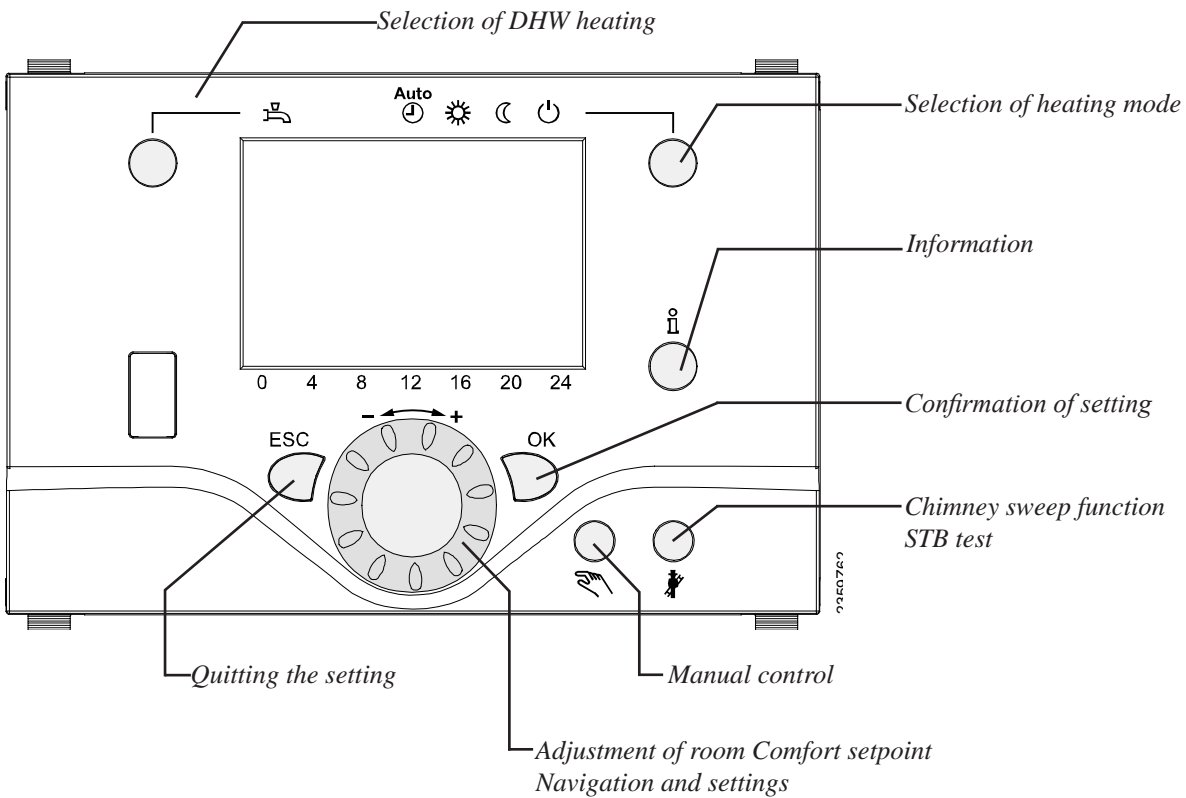 Selection of DHW heating
Auto
Selection of heating mode
Information
0 4 8 12 16 20 24
- +
ESC
OK
Confirmation of setting
Chimney sweep function
STB test
2359762
Quitting the setting
Manual control
Adjustment of room Comfort setpoint
Navigation and settings